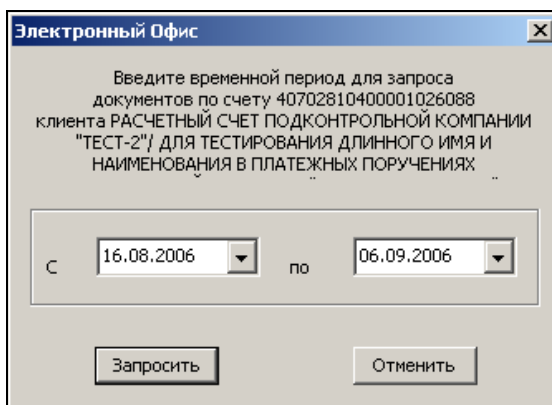 Электронный Офис
Введите временной период для запроса
документов по счету 40702810400001026088
клиента РАСЧЕТНЫЙ СЧЕТ ПОДКОНТРОЛЬНОЙ КОМПАНИИ
"ТЕСТ-2"/ ДЛЯ ТЕСТИРОВАНИЯ ДЛИННОГО ИМЯ И
НАИМЕНОВАНИЯ В ПЛАТЕЖНЫХ ПОРУЧЕНИЯХ
С 16.08.2006 по 06.09.2006
Запросить Отменить